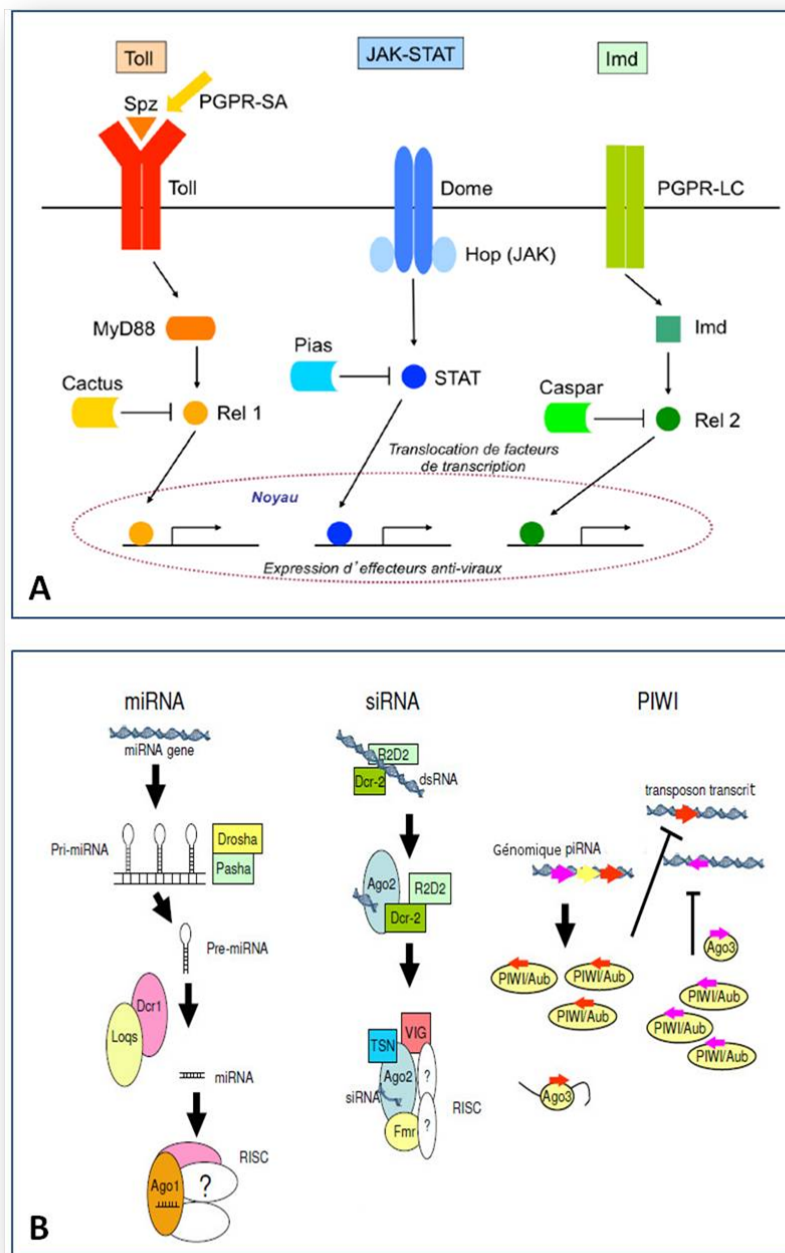 Toll
JAK-STAT
Imd
Spz
PGPR-SA
Toll
Dome
PGPR-LC
Hop (JAK)
MyD88
Imd
Pias
STAT
Cactus
Rel 1
Caspar
Rel 2
Translocation de facteurs
de transcription
Noyau
Expression d'effecteurs anti-viraux
A
miRNA
siRNA
PIWI
miRNA gene
R2D2
Dcr-2
dsRNA
transposon transcrit
Pri-miRNA
Drosha
Pasha
Génomique piRNA
Ago2
R2D2
Dcr-2
Pre-miRNA
Ago3
PIWI/Aub
PIWI/Aub
PIWI/Aub
PIWI/Aub
PIWI/Aub
PIWI/Aub
Dcr1
Loqs
miRNA
TSN
VIG
Ago2
?
siRNA
RISC
Fmr
?
Ago3
RISC
Ago1
?
B